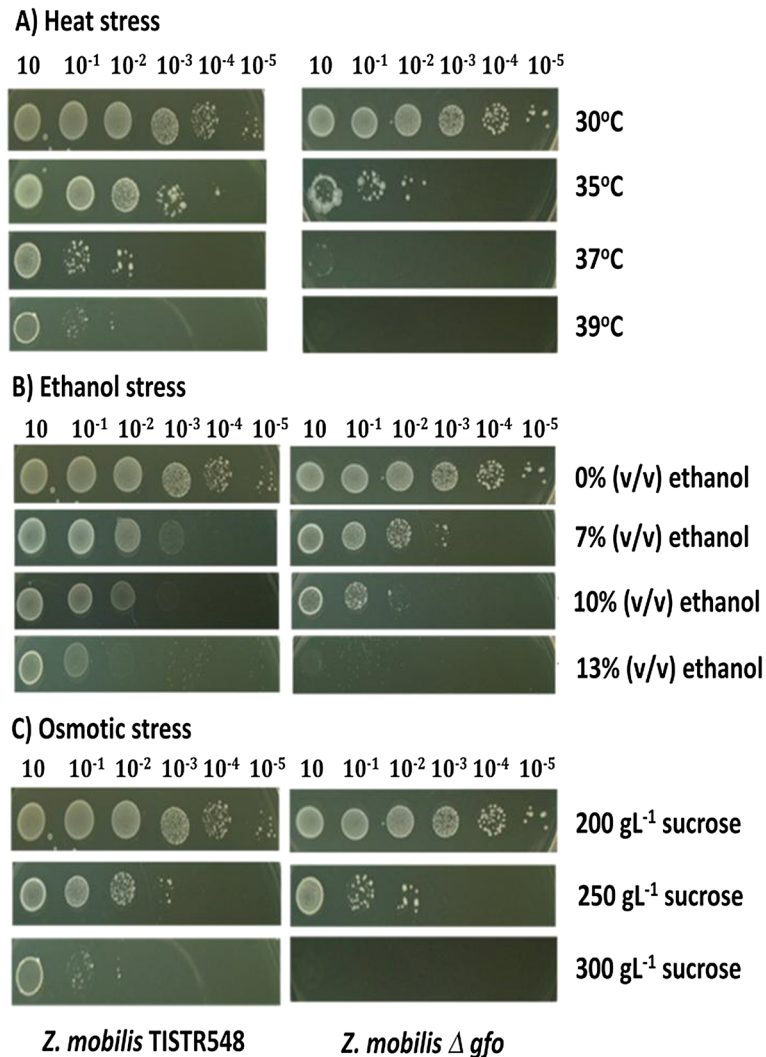 A) Heat stress
10 10⁻¹ 10⁻² 10⁻³ 10⁻⁴ 10⁻⁵ 10 10⁻¹ 10⁻² 10⁻³ 10⁻⁴ 10⁻⁵
30°C
35°C
37°C
39°C
B) Ethanol stress
10 10⁻¹ 10⁻² 10⁻³ 10⁻⁴ 10⁻⁵ 10 10⁻¹ 10⁻² 10⁻³ 10⁻⁴ 10⁻⁵
0% (v/v) ethanol
7% (v/v) ethanol
10% (v/v) ethanol
13% (v/v) ethanol
C) Osmotic stress
10 10⁻¹ 10⁻² 10⁻³ 10⁻⁴ 10⁻⁵ 10 10⁻¹ 10⁻² 10⁻³ 10⁻⁴ 10⁻⁵
200 gL⁻¹ sucrose
250 gL⁻¹ sucrose
300 gL⁻¹ sucrose
Z. mobilis TISTR548 Z. mobilis Δ gfo